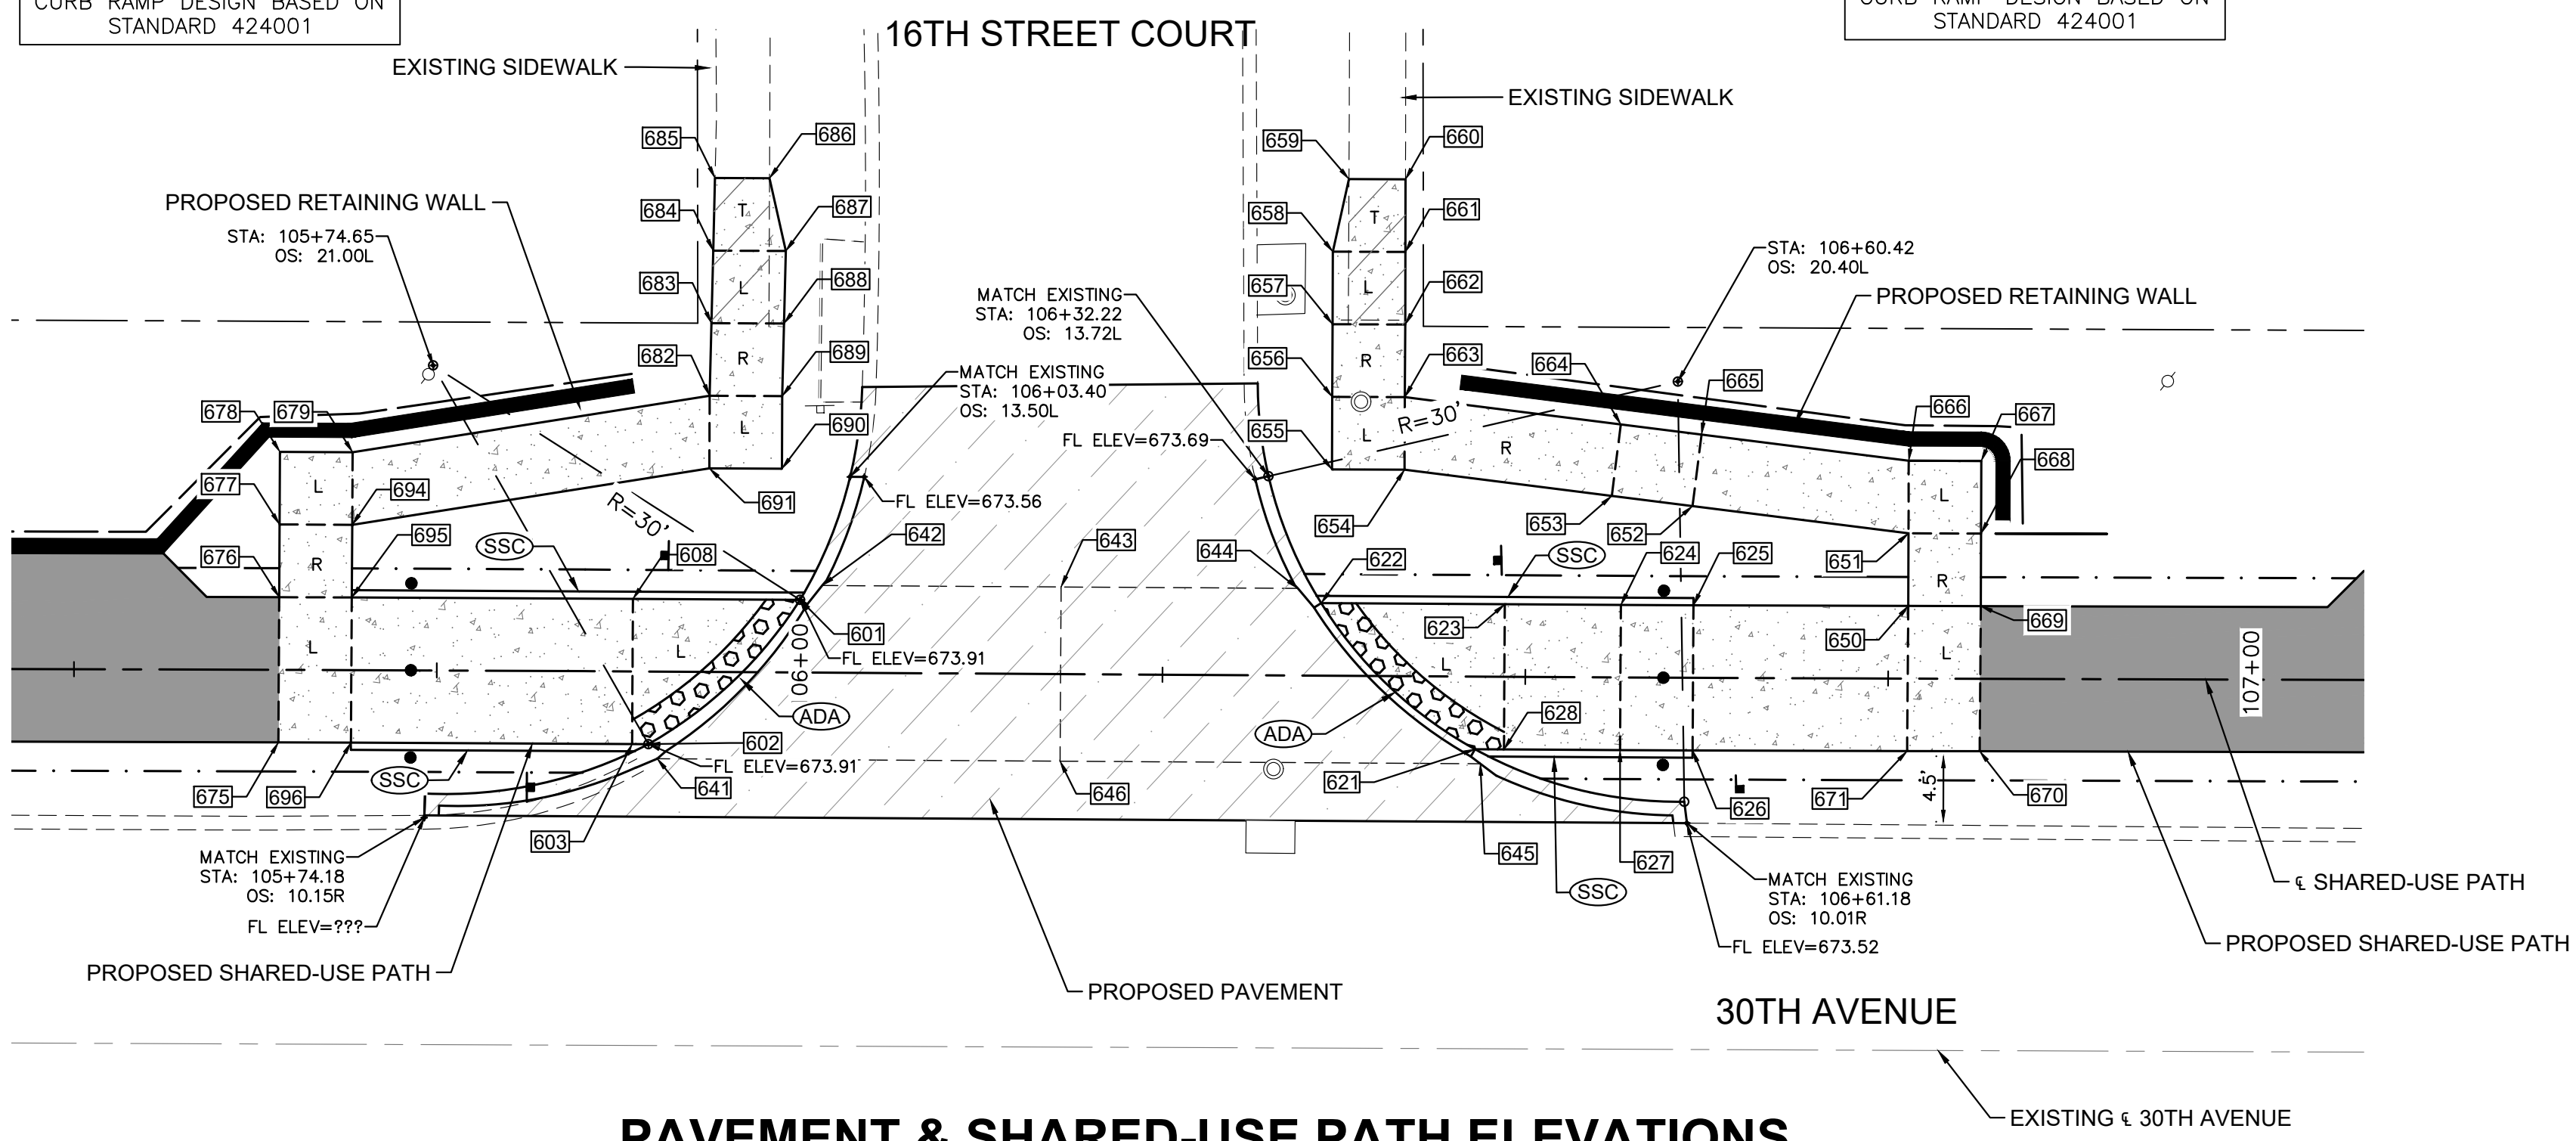 CURB RAMP DESIGN BASED ON
STANDARD 424001
CURB RAMP DESIGN BASED ON
STANDARD 424001
16TH STREET COURT
EXISTING SIDEWALK
EXISTING SIDEWALK
685
686
659
660
PROPOSED RETAINING WALL
684
T
687
658
T
661
STA: 105+74.65
OS: 21.00L
STA: 106+60.42
OS: 20.40L
683
L
688
657
L
662
MATCH EXISTING
STA: 106+32.22
OS: 13.72L
PROPOSED RETAINING WALL
682
R
689
656
R
663
664
665
MATCH EXISTING
STA: 106+03.40
OS: 13.50L
678
679
L
690
FL ELEV=673.69
655
L
R=30'
R
666
667
668
677
L
694
R=30'
691
FL ELEV=673.56
654
653
652
L
676
R
695
SSC
608
642
643
644
622
SSC
624
625
651
R
L
L
601
FL ELEV=673.91
106+00
623
L
650
L
669
107+00
ADA
ADA
628
602
FL ELEV=673.91
SSC
675
696
641
646
621
626
671
4.5'
670
603
645
627
SSC
MATCH EXISTING
STA: 105+74.18
OS: 10.15R
FL ELEV=???
MATCH EXISTING
STA: 106+61.18
OS: 10.01R
FL ELEV=673.52
℄ SHARED-USE PATH
PROPOSED SHARED-USE PATH
PROPOSED SHARED-USE PATH
PROPOSED PAVEMENT
30TH AVENUE
EXISTING ℄ 30TH AVENUE
PAVEMENT & SHARED-USE PATH ELEVATIONS